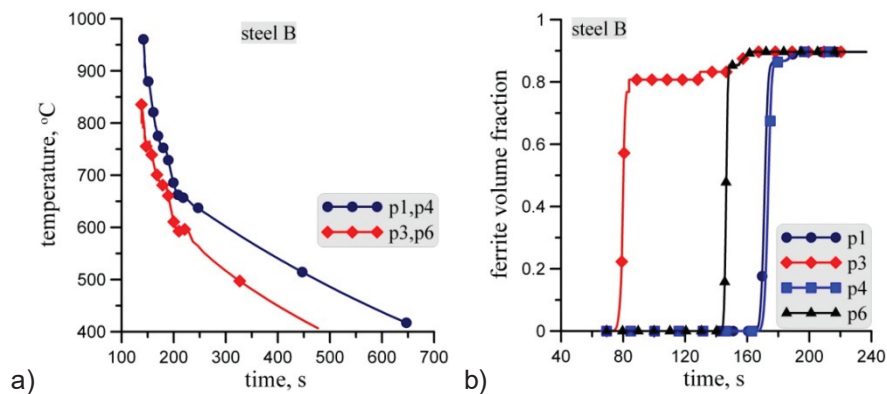 steel B
temperature, °C
1000
900
800
700
600
500
400
100 200 300 400 500 600 700
time, s
p1,p4
p3,p6
a)
steel B
ferrite volume fraction
1
0.8
0.6
0.4
0.2
0
40 80 120 160 200 240
time, s
p1
p3
p4
p6
b)